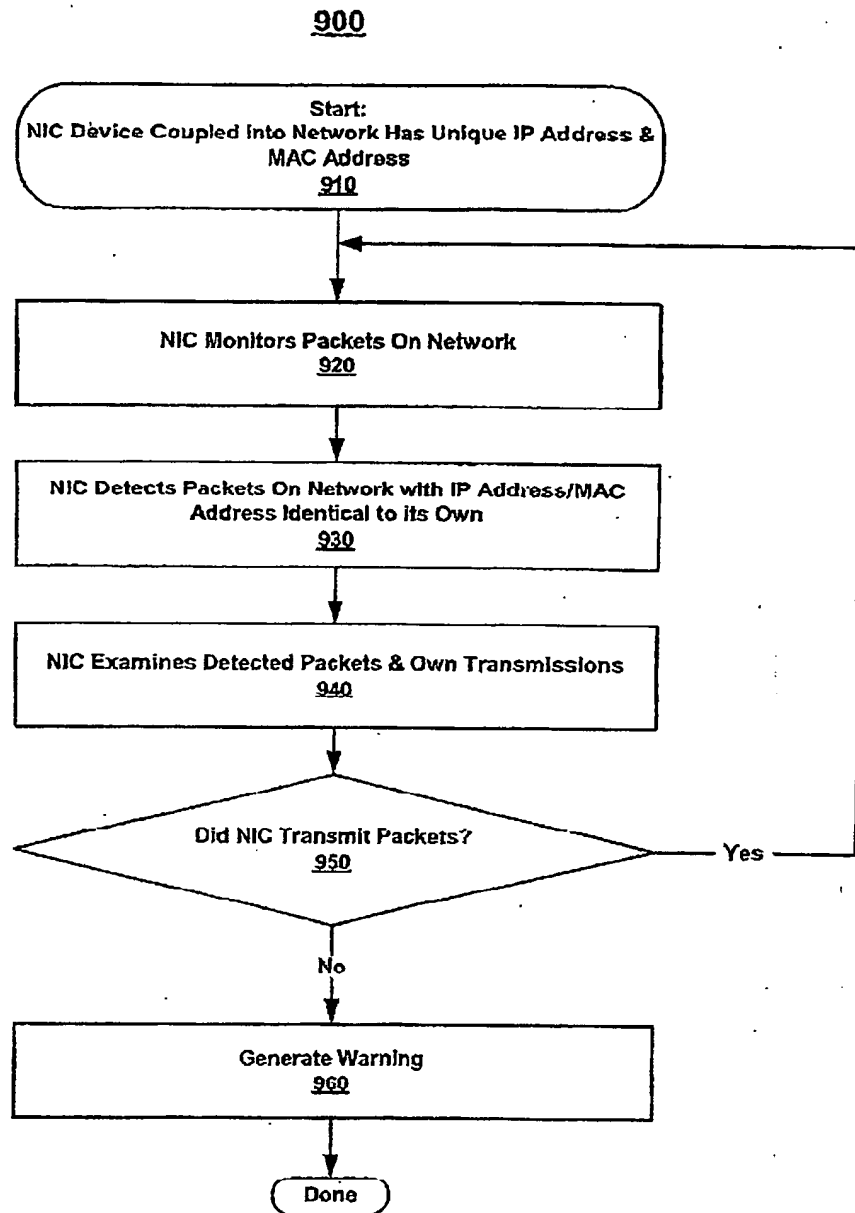 900
Start:
NIC Device Coupled into Network Has Unique IP Address &
MAC Address
910
NIC Monitors Packets On Network
920
NIC Detects Packets On Network with IP Address/MAC
Address Identical to its Own
930
NIC Examines Detected Packets & Own Transmissions
940
Did NIC Transmit Packets?
950
Yes
No
Generate Warning
960
Done